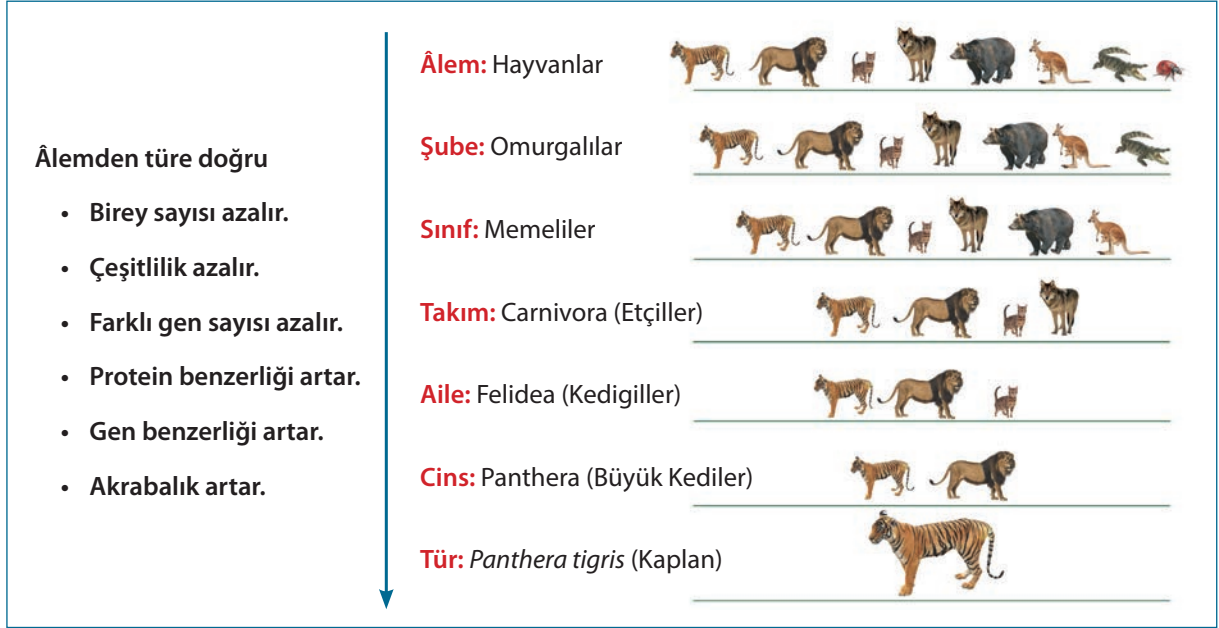 Âlemden türe doğru
• Birey sayısı azalır.
• Çeşitlilik azalır.
• Farklı gen sayısı azalır.
• Protein benzerliği artar.
• Gen benzerliği artar.
• Akrabalık artar.
Âlem: Hayvanlar
Şube: Omurgalılar
Sınıf: Memeliler
Takım: Carnivora (Etçiller)
Aile: Felidea (Kedigiller)
Cins: Panthera (Büyük Kediler)
Tür: Panthera tigris (Kaplan)